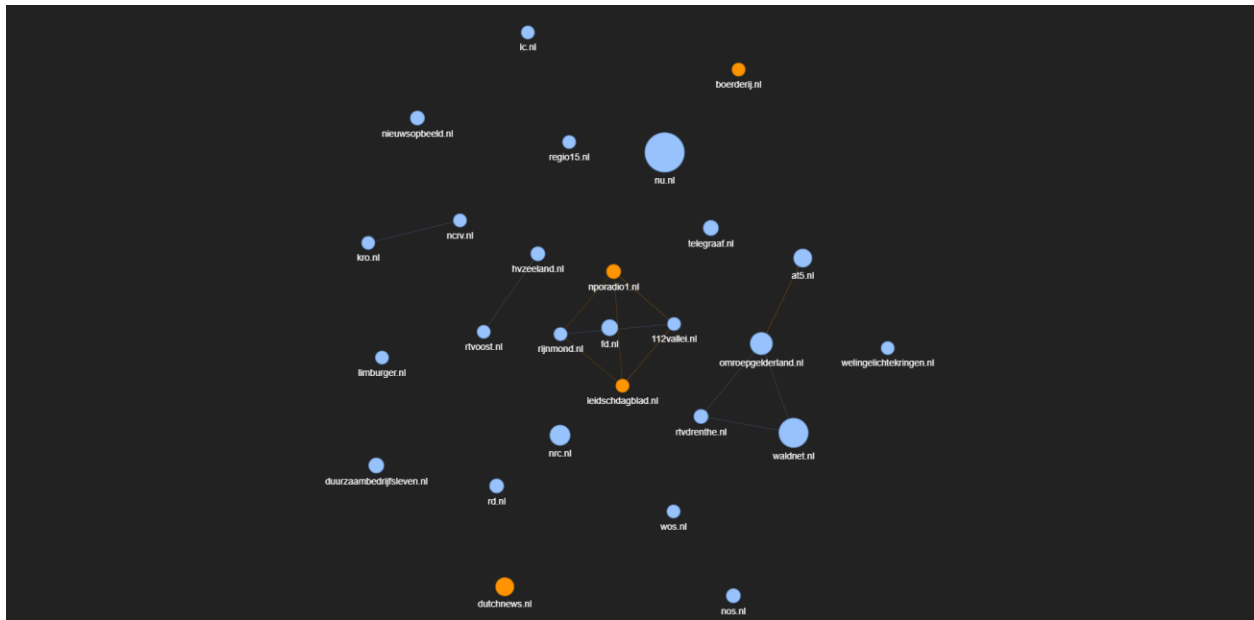 lc.nl
boerderij.nl
nieuwsopbeeld.nl
regio15.nl
nu.nl
ncrv.nl
telegraaf.nl
kro.nl
hvzeeland.nl
at5.nl
nporadio1.nl
rtvoost.nl
rijnmond.nl
fd.nl
112vallei.nl
omroepgelderland.nl
welingelichtekringen.nl
limburger.nl
leidschdagblad.nl
rtvdrenthe.nl
nrc.nl
waldnet.nl
duurzaambedrijfsleven.nl
rd.nl
wos.nl
dutchnews.nl
nos.nl